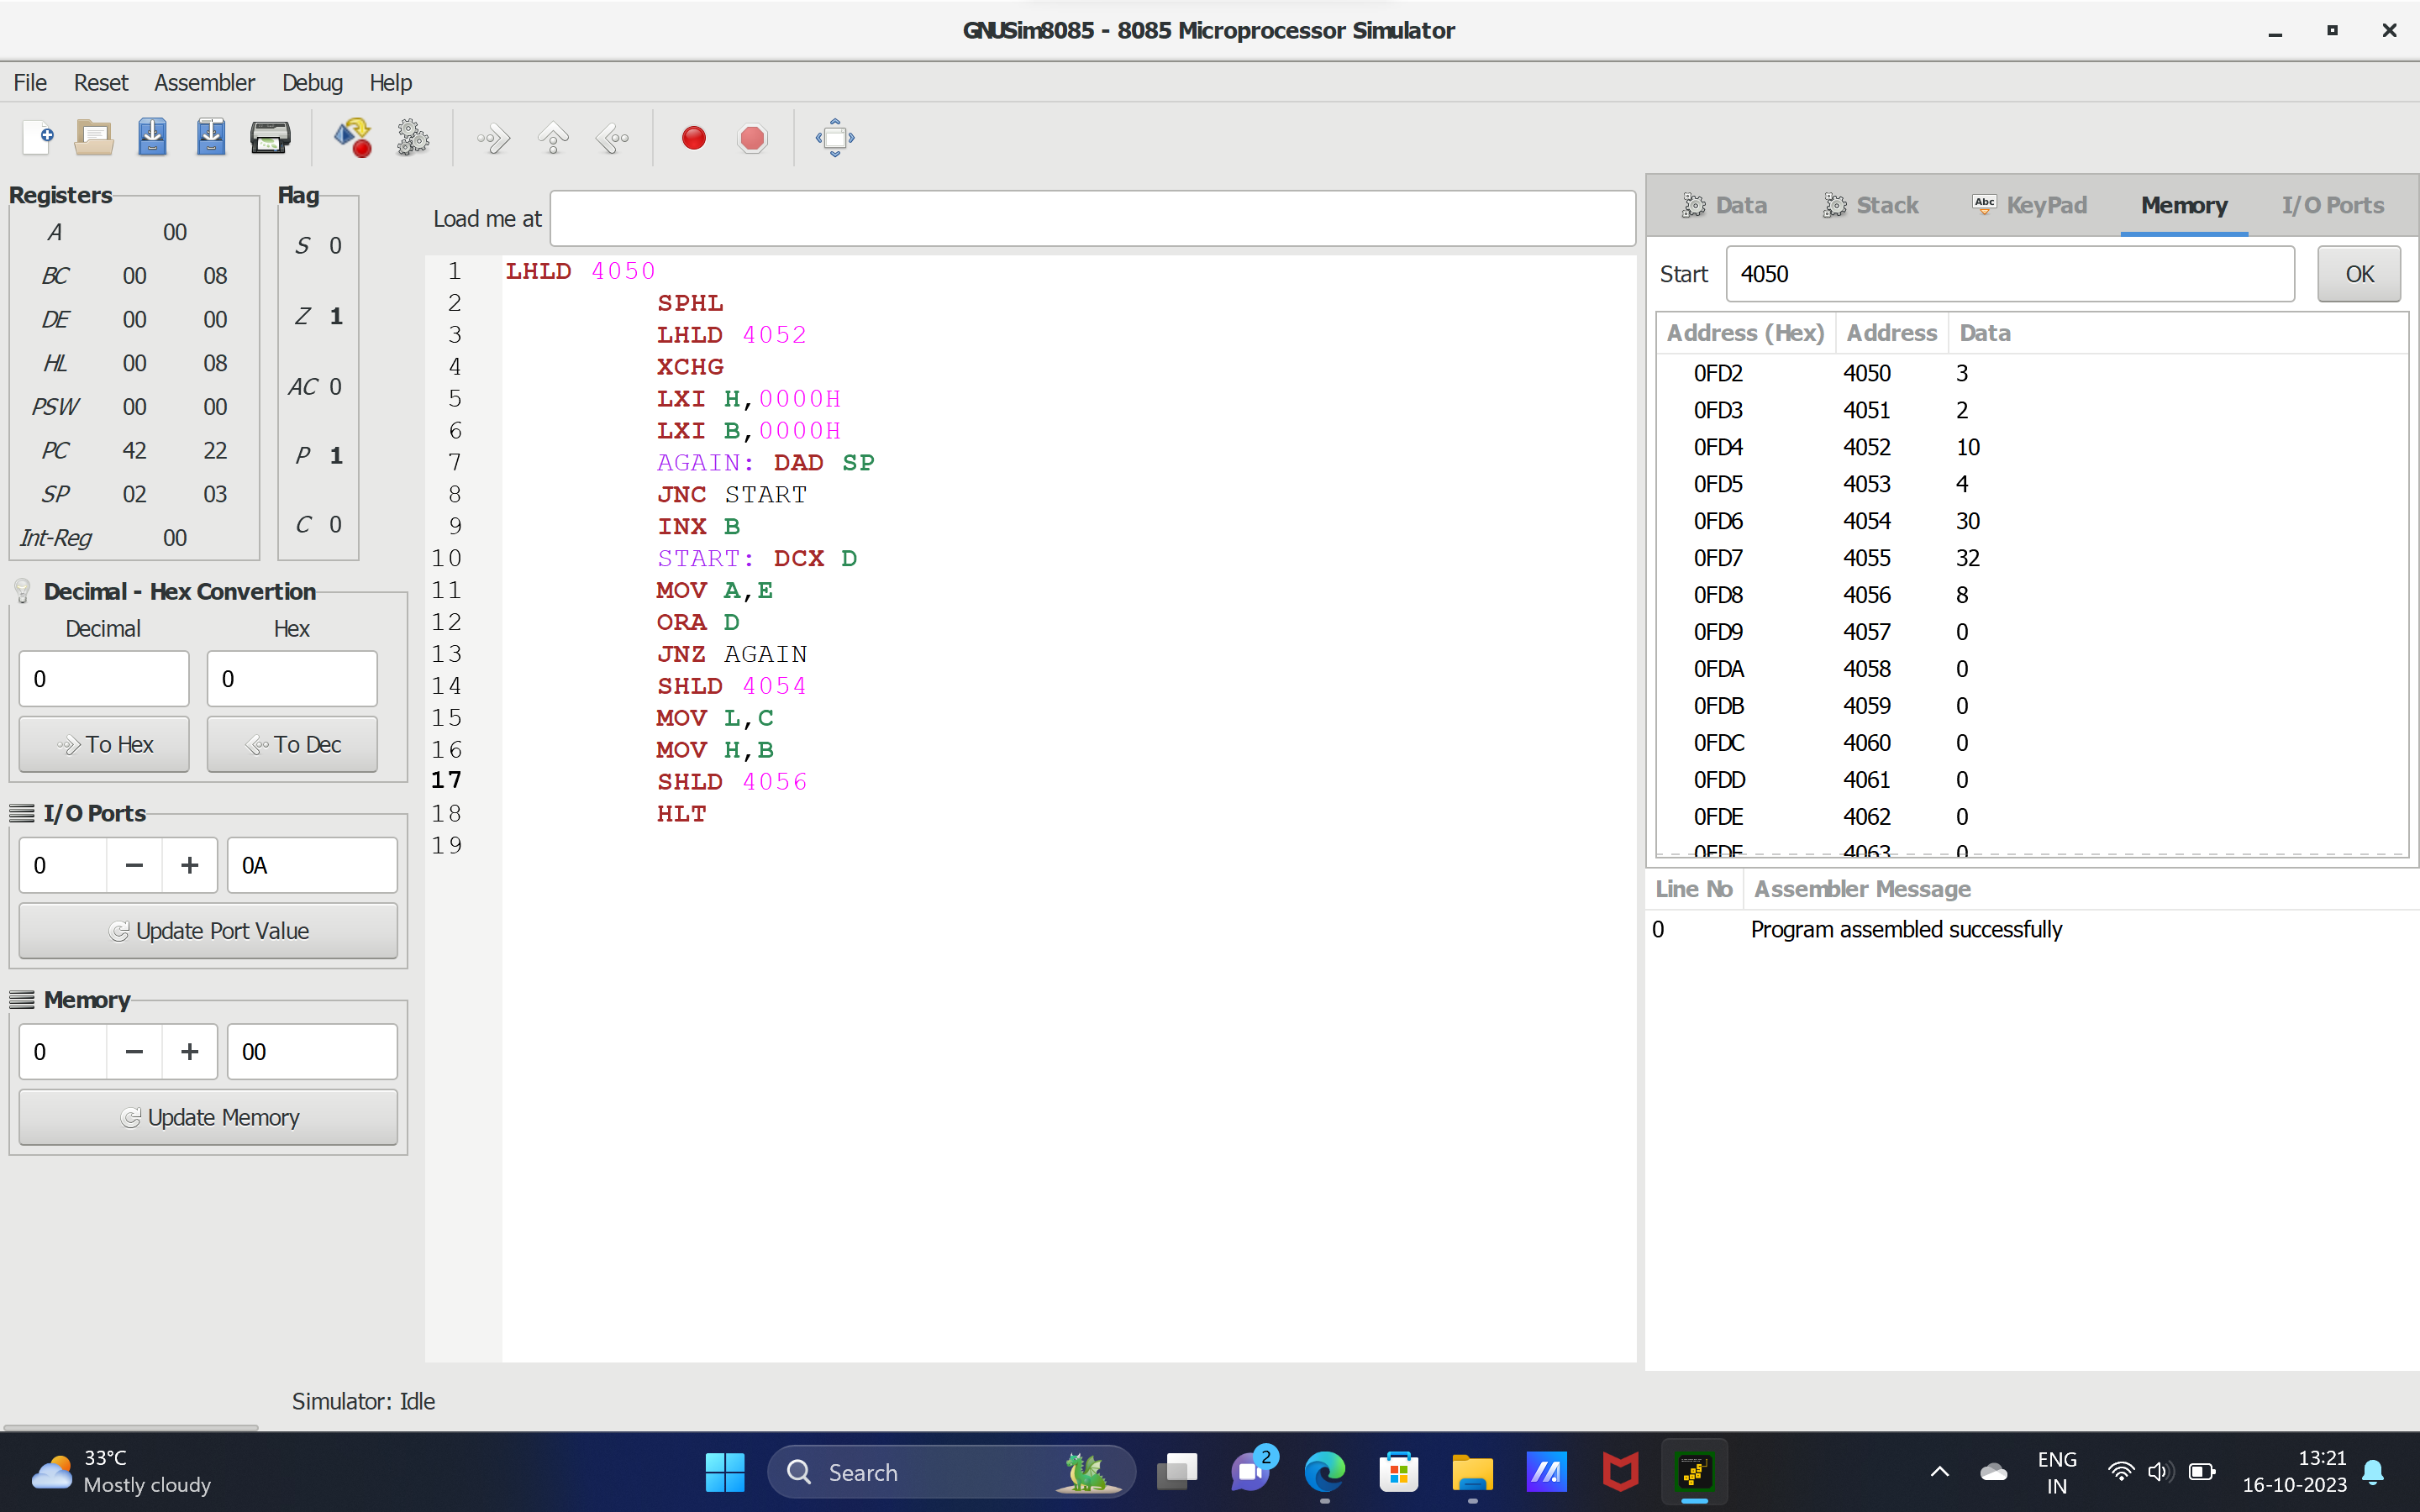 GNUSim8085 - 8085 Microprocessor Simulator
File Reset Assembler Debug Help
Registers
A 00
BC 00 08
DE 00 00
HL 00 08
PSW 00 00
PC 42 22
SP 02 03
Int-Reg 00
Flag
S 0
Z 1
AC 0
P 1
C 0
Decimal - Hex Convertion
Decimal Hex
0 0
To Hex To Dec
I/O Ports
0 − + 0A
Update Port Value
Memory
0 − + 00
Update Memory
Load me at
1 LHLD 4050
2 SPHL
3 LHLD 4052
4 XCHG
5 LXI H,0000H
6 LXI B,0000H
7 AGAIN: DAD SP
8 JNC START
9 INX B
10 START: DCX D
11 MOV A,E
12 ORA D
13 JNZ AGAIN
14 SHLD 4054
15 MOV L,C
16 MOV H,B
17 SHLD 4056
18 HLT
19
Data Stack Abc KeyPad Memory I/O Ports
Start 4050 OK
Address (Hex) Address Data
0FD2 4050 3
0FD3 4051 2
0FD4 4052 10
0FD5 4053 4
0FD6 4054 30
0FD7 4055 32
0FD8 4056 8
0FD9 4057 0
0FDA 4058 0
0FDB 4059 0
0FDC 4060 0
0FDD 4061 0
0FDE 4062 0
0FDF 4063 0
Line No Assembler Message
0 Program assembled successfully
Simulator: Idle
33°C
Mostly cloudy
Search
2
ENG
IN
13:21
16-10-2023